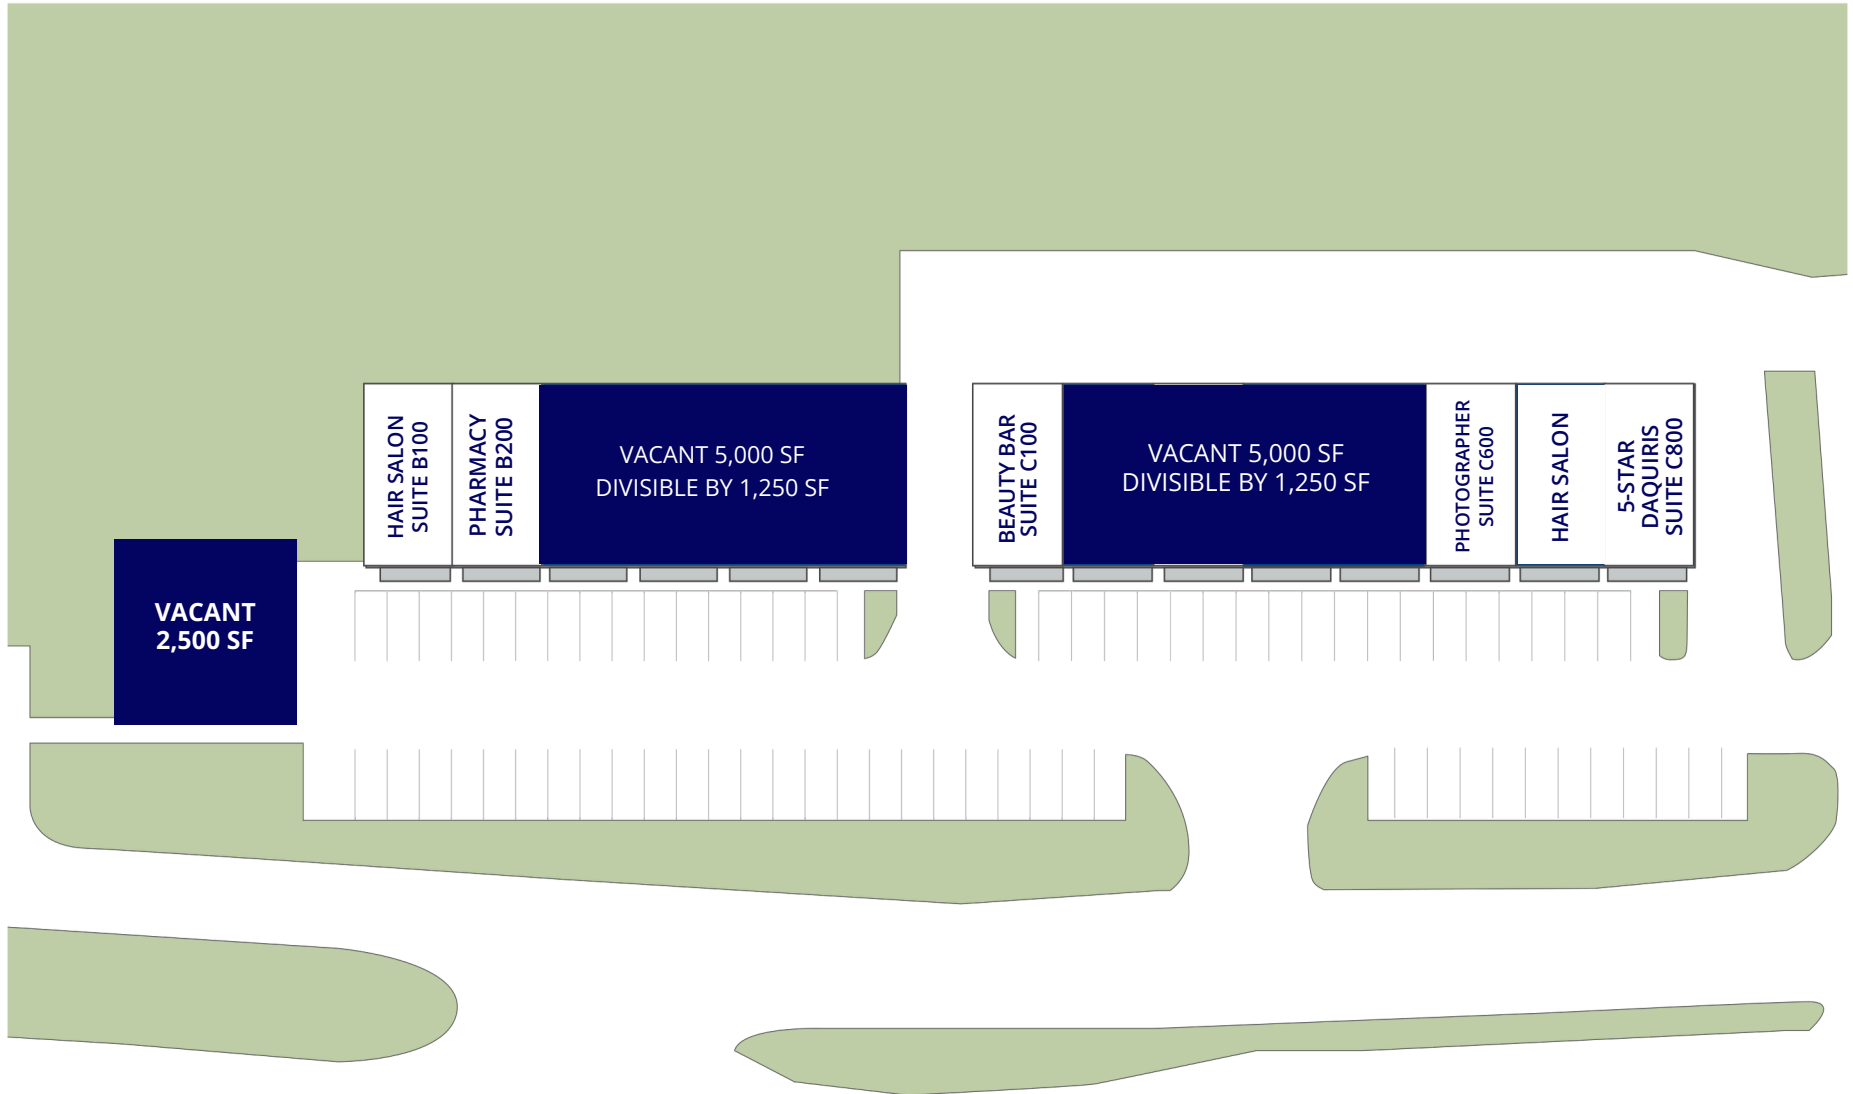 HAIR SALON
SUITE B100
PHARMACY
SUITE B200
VACANT 5,000 SF
DIVISIBLE BY 1,250 SF
BEAUTY BAR
SUITE C100
VACANT 5,000 SF
DIVISIBLE BY 1,250 SF
PHOTOGRAPHER
SUITE C600
HAIR SALON
5-STAR
DAQUIRIS
SUITE C800
VACANT
2,500 SF